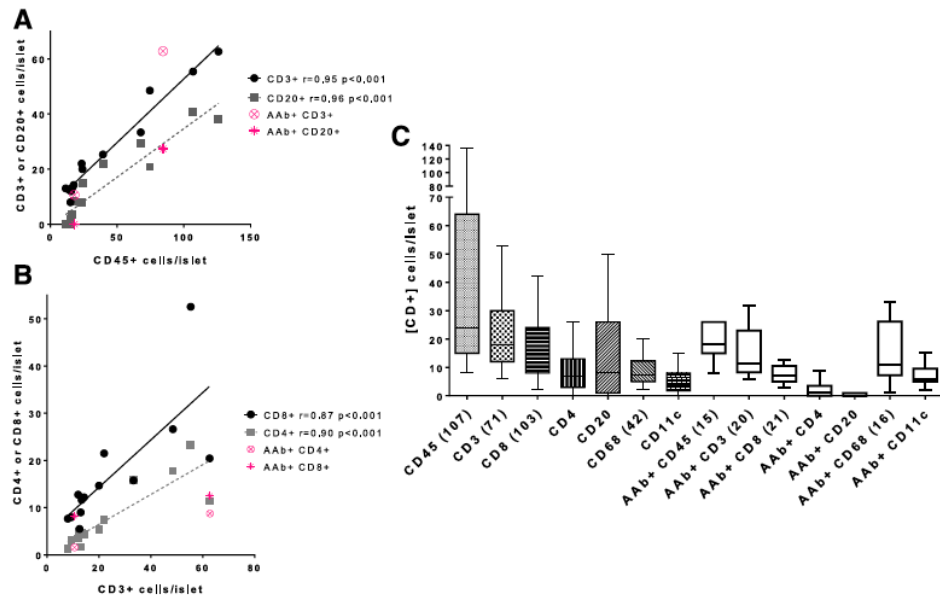 A
CD3+ or CD20+ cells/islet
60
40
20
0
0 50 100 150
CD45+ cells/islet
CD3+ r=0.95 p<0.001
CD20+ r=0.96 p<0.001
AAb+ CD3+
AAb+ CD20+
B
CD4+ or CD8+ cells/islet
50
40
30
20
10
0
0 20 40 60 80
CD3+ cells/islet
CD8+ r=0.87 p<0.001
CD4+ r=0.90 p<0.001
AAb+ CD4+
AAb+ CD8+
C
[CD+] cells/Islet
140
120
100
80
70
60
50
40
30
20
10
0
CD45 (107)
CD3 (71)
CD8 (103)
CD4
CD20
CD68 (42)
CD11c
AAb+ CD45 (15)
AAb+ CD3 (20)
AAb+ CD8 (21)
AAb+ CD4
AAb+ CD20
AAb+ CD68 (16)
AAb+ CD11c